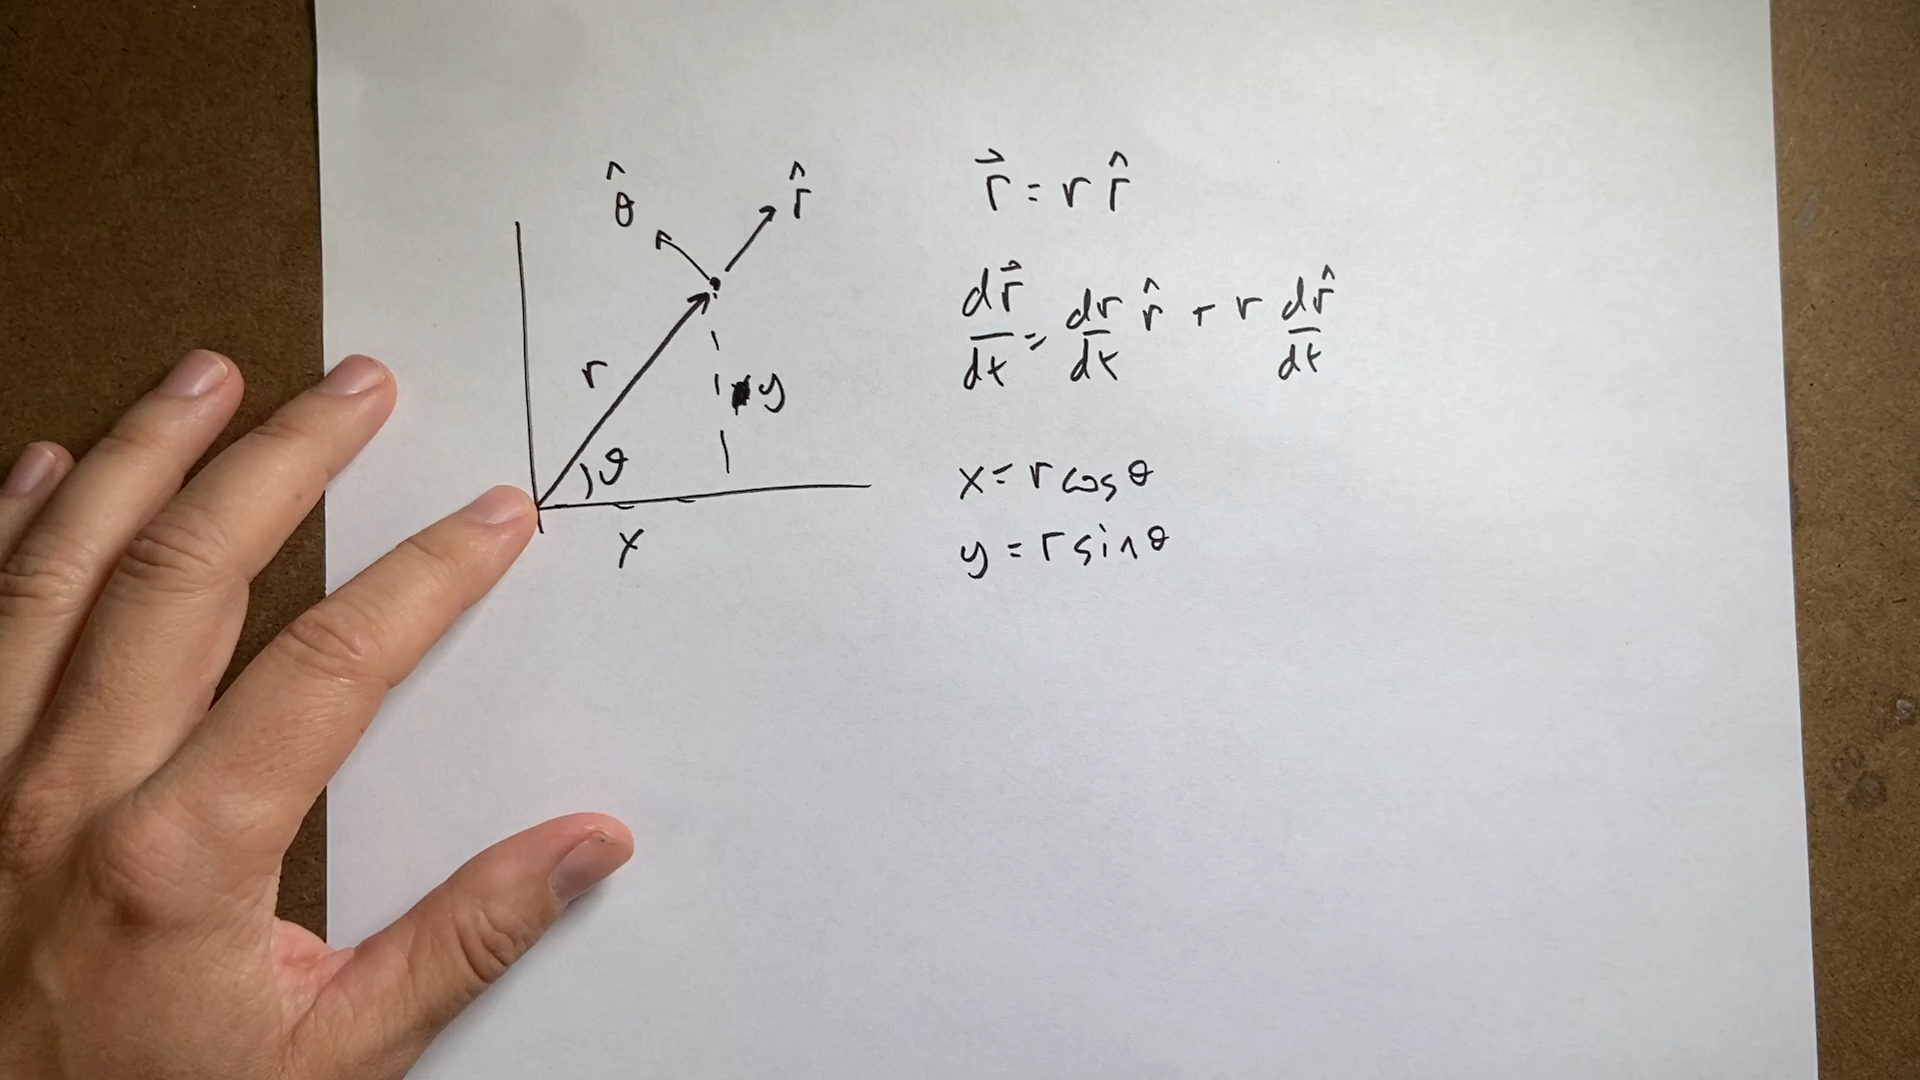 θ̂
r̂
r
y
θ
x
r⃗ = r r̂
dr⃗/dt = dr/dt r̂ + r dr̂/dt
x = r cos θ
y = r sin θ